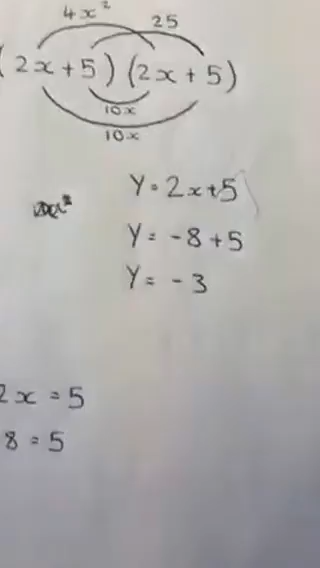 4x² 25
(2x+5)(2x+5)
10x
10x
Y=2x+5
Y= -8+5
Y= -3
2x = 5
8 = 5